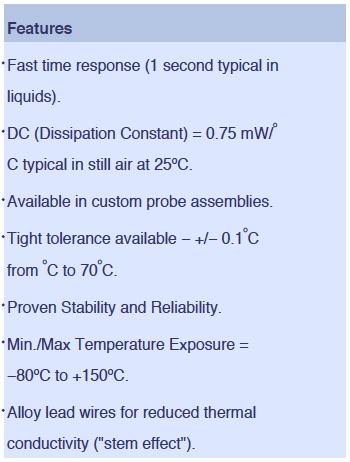 Features
·Fast time response (1 second typical in
liquids).
·DC (Dissipation Constant) = 0.75 mW/°
C typical in still air at 25ºC.
·Available in custom probe assemblies.
·Tight tolerance available – +/– 0.1°C
from °C to 70°C.
·Proven Stability and Reliability.
·Min./Max Temperature Exposure =
–80ºC to +150ºC.
·Alloy lead wires for reduced thermal
conductivity ("stem effect").